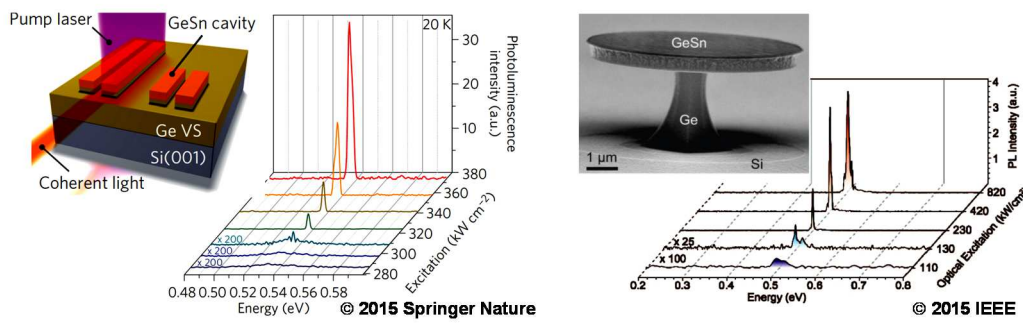 Pump laser
GeSn cavity
Ge VS
Si(001)
Coherent light
20 K
30
20
10
Photoluminescence
intensity (a.u.)
380
360
340
320
300
280
Excitation (kW cm⁻²)
x 200
x 200
x 200
0.48 0.50 0.52 0.54 0.56 0.58
Energy (eV)
© 2015 Springer Nature
GeSn
Ge
1 µm
Si
4
3
2
1
PL Intensity (a.u.)
820
420
230
130
110
Optical Excitation (kW/cm²
x 25
x 100
0.2 0.3 0.4 0.5 0.6 0.7 0.8
Energy (eV)
© 2015 IEEE